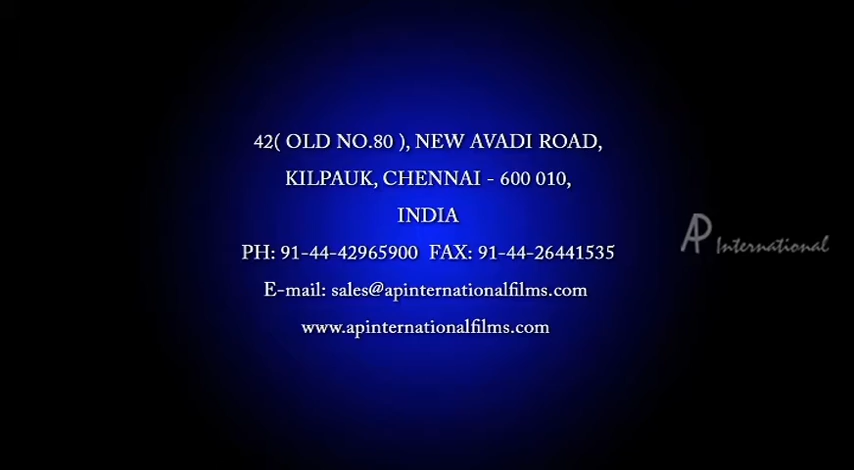 42( OLD NO.80 ), NEW AVADI ROAD,
KILPAUK, CHENNAI - 600 010,
INDIA
PH: 91-44-42965900 FAX: 91-44-26441535
E-mail: sales@apinternationalfilms.com
www.apinternationalfilms.com
AP International